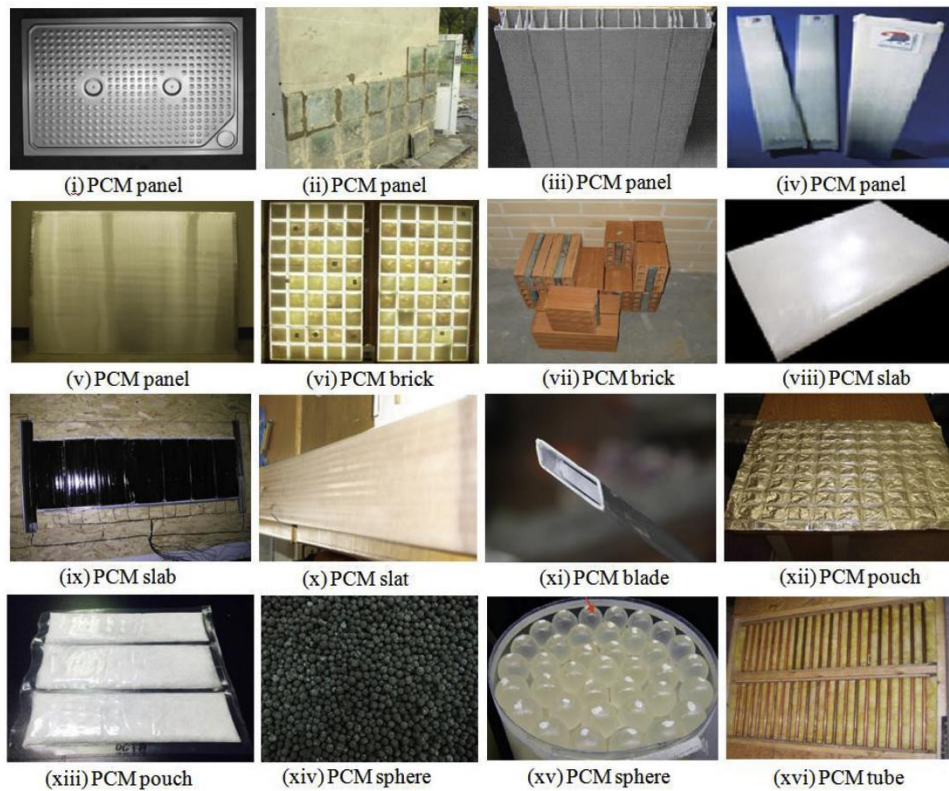 (i) PCM panel
(ii) PCM panel
(iii) PCM panel
(iv) PCM panel
(v) PCM panel
(vi) PCM brick
(vii) PCM brick
(viii) PCM slab
(ix) PCM slab
(x) PCM slat
(xi) PCM blade
(xii) PCM pouch
(xiii) PCM pouch
(xiv) PCM sphere
(xv) PCM sphere
(xvi) PCM tube